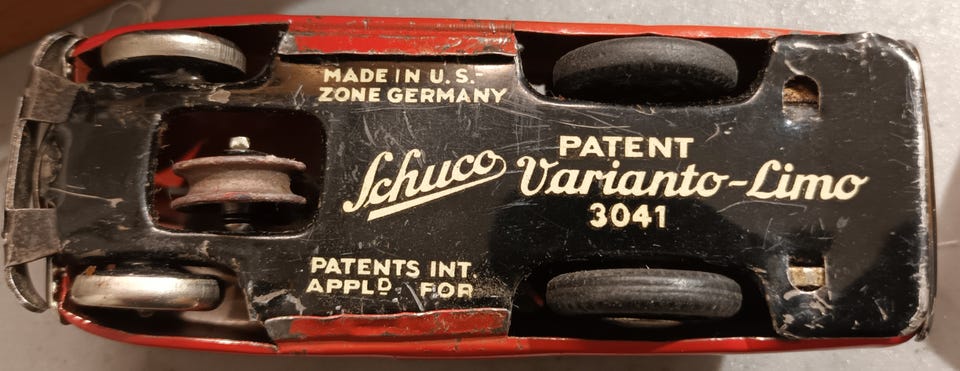 MADE IN U.S.-
ZONE GERMANY
Schuco
PATENT
Varianto-Limo
3041
PATENTS INT.
APPLD. FOR